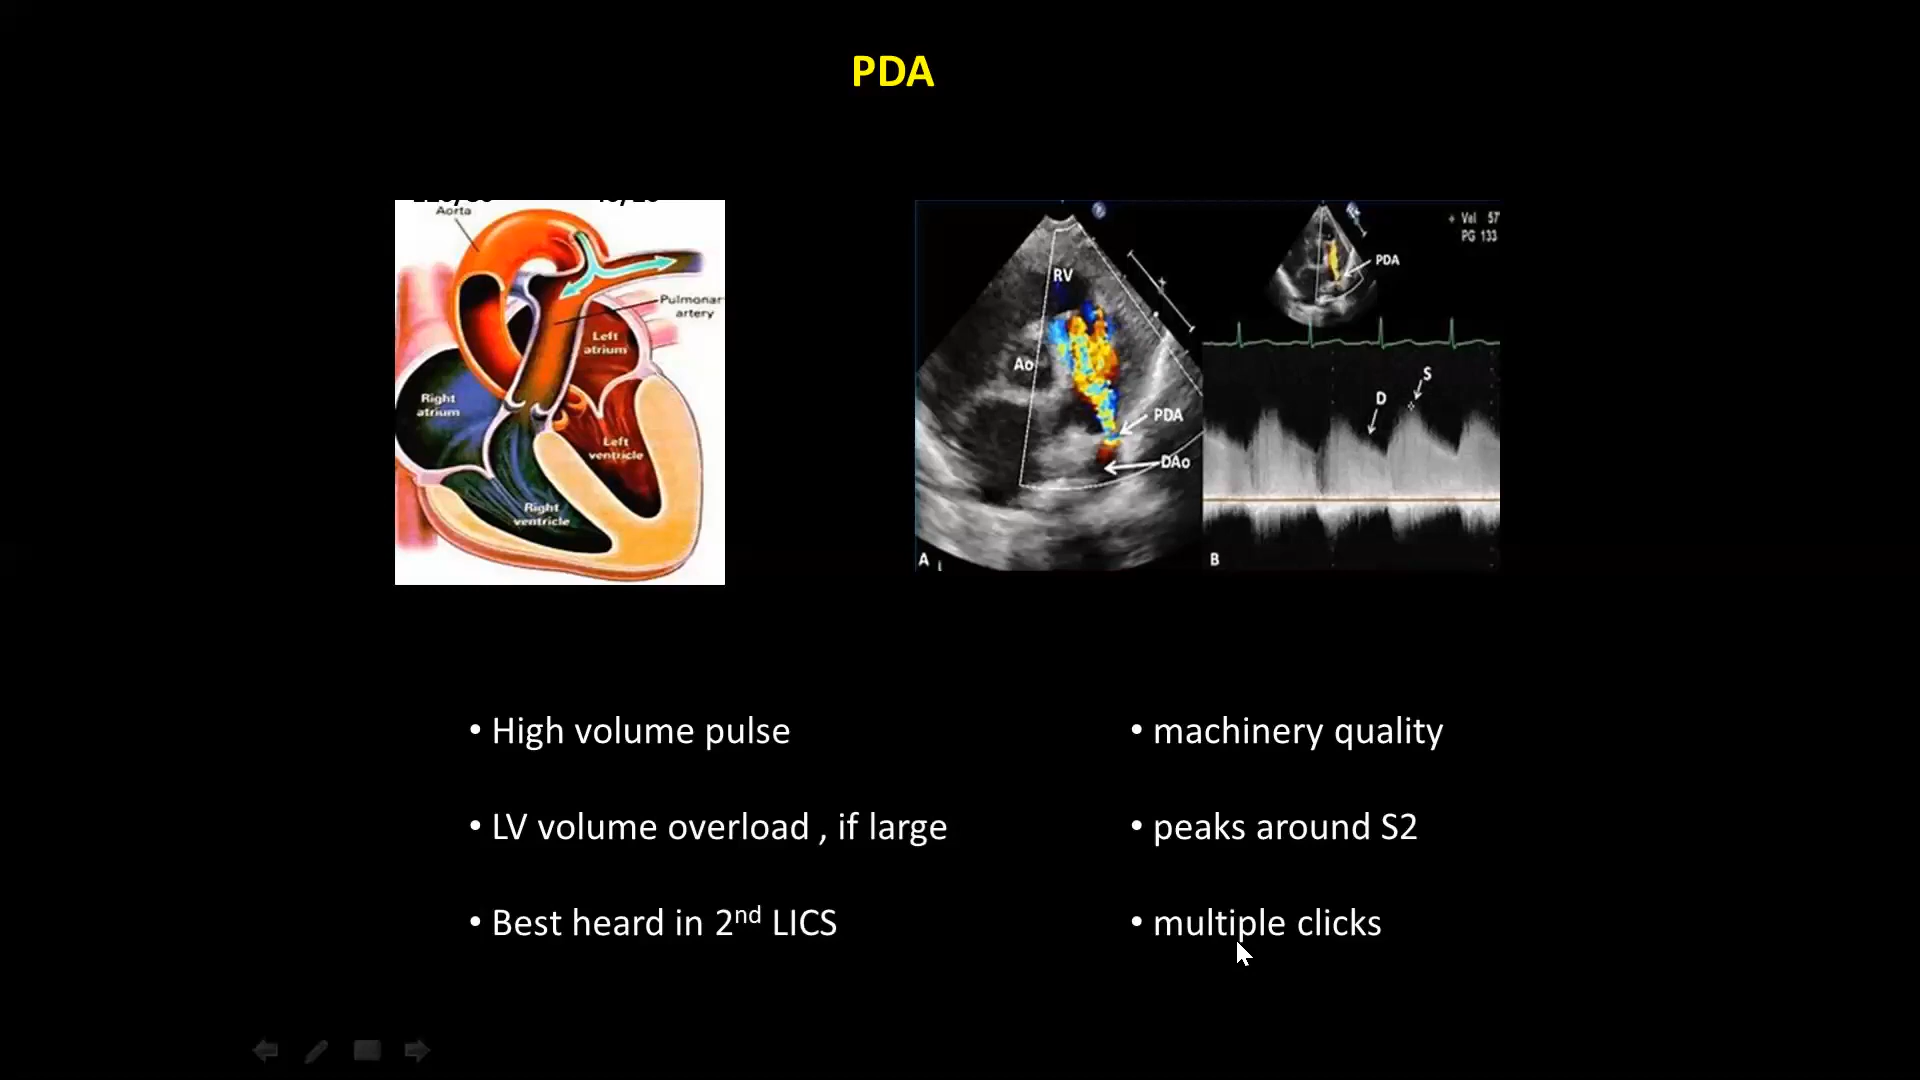 PDA
Aorta
Pulmonar
artery
Left
atrium
Right
atrium
Left
ventricle
Right
ventricle
RV
Ao
PDA
DAo
A
+ Vel 57
PG 133
PDA
S
D
B
• High volume pulse
• LV volume overload , if large
• Best heard in 2nd LICS
• machinery quality
• peaks around S2
• multiple clicks